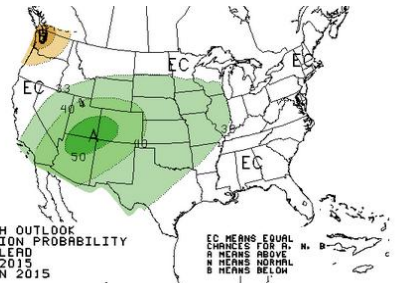 EC
EC
EC
33
40
A
40
33
50
EC
H OUTLOOK
ION PROBABILITY
LEAD
2015
N 2015
EC MEANS EQUAL
CHANCES FOR A, N, B
A MEANS ABOVE
N MEANS NORMAL
B MEANS BELOW